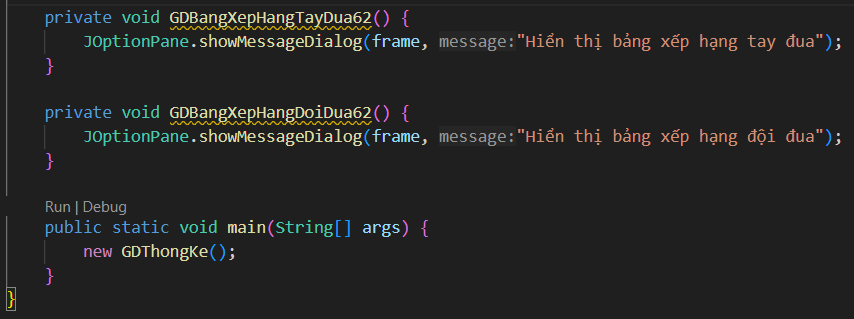 private void GDBangXepHangTayDua62() {
JOptionPane.showMessageDialog(frame, message:"Hiển thị bảng xếp hạng tay đua");
}
private void GDBangXepHangDoiDua62() {
JOptionPane.showMessageDialog(frame, message:"Hiển thị bảng xếp hạng đội đua");
}
Run | Debug
public static void main(String[] args) {
new GDThongKe();
}
}